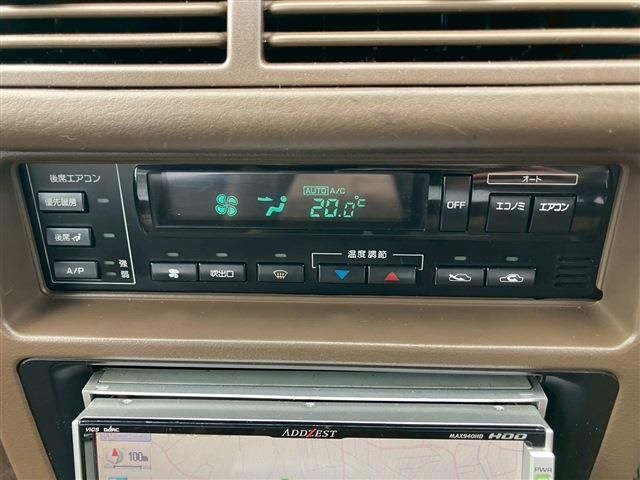 後席エアコン
優先暖房
後席
A/P
強
弱
AUTO A/C
20.0℃
OFF
オート
エコノミ
エアコン
吹出口
温度調節
VICS DARC
ADDZEST
MAX940HD HDD
100m
PWR